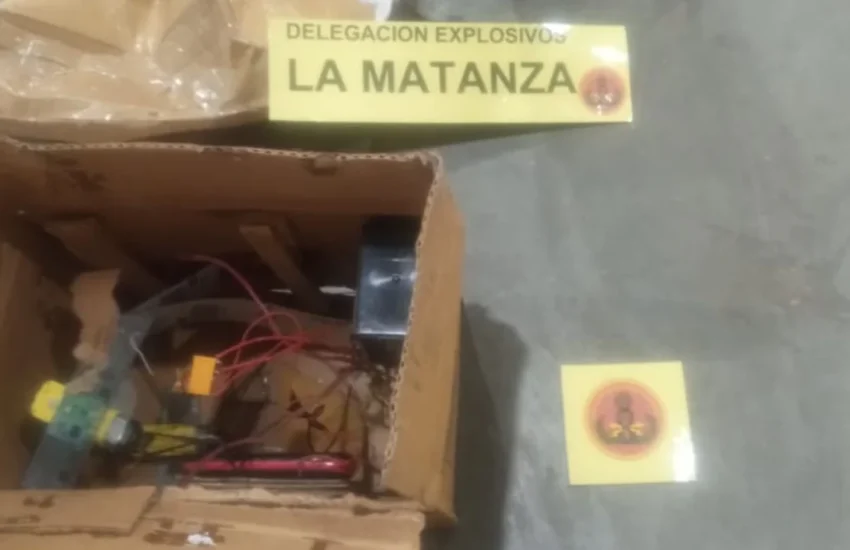 DELEGACION EXPLOSIVOS
LA MATANZA